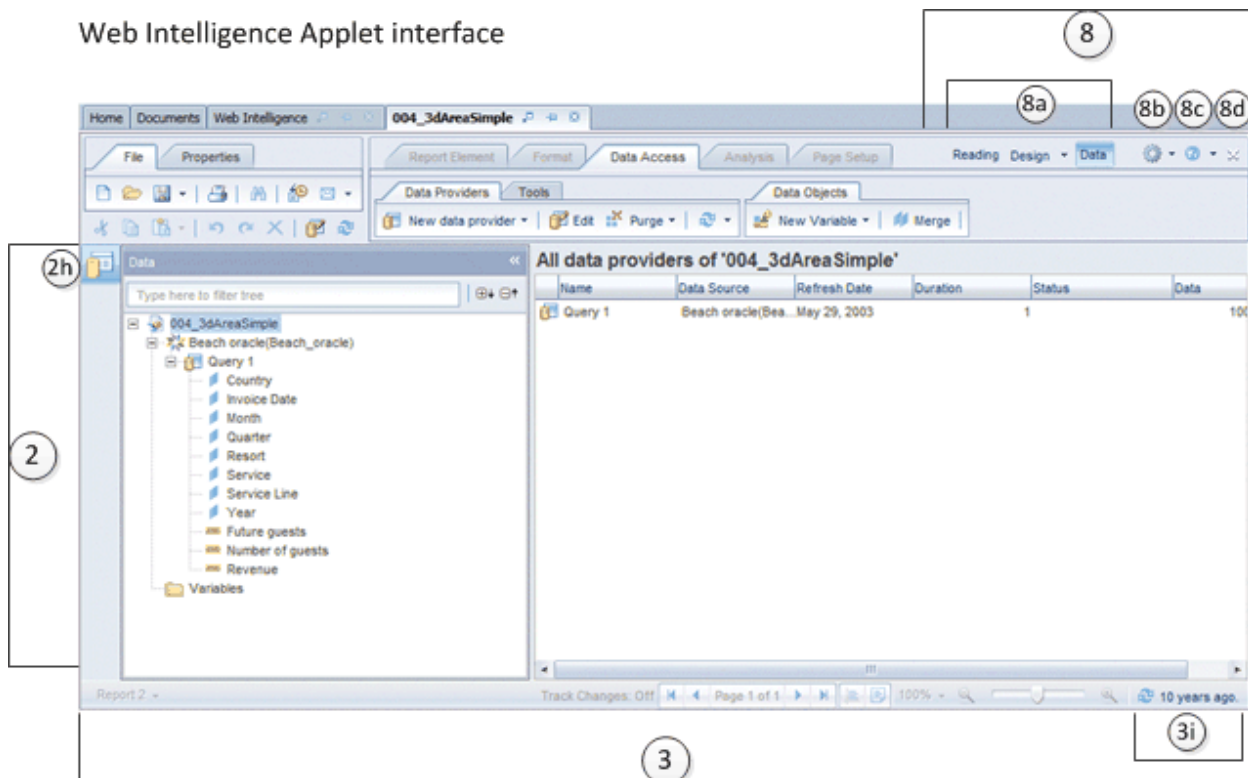 Web Intelligence Applet interface
8
8a
8b 8c 8d
Home Documents Web Intelligence 004_3dAreaSimple
File Properties Report Element Format Data Access Analysis Page Setup Reading Design Data
Data Providers Tools Data Objects
New data provider Edit Purge New Variable Merge
2h Data « All data providers of '004_3dAreaSimple'
Type here to filter tree Name Data Source Refresh Date Duration Status Data
004_3dAreaSimple Query 1 Beach oracle(Bea...May 29, 2003 1 100
Beach oracle(Beach_oracle)
Query 1
Country
Invoice Date
Month
Quarter
Resort
2 Service
Service Line
Year
Future guests
Number of guests
Revenue
Variables
Report 2 Track Changes: Off Page 1 of 1 100% 10 years ago.
3i
3